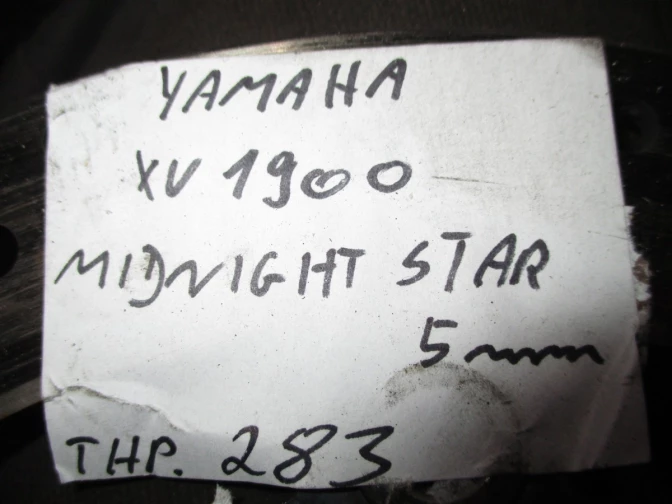 YAMAHA
XV 1900
MIDNIGHT STAR
5mm
THP. 283